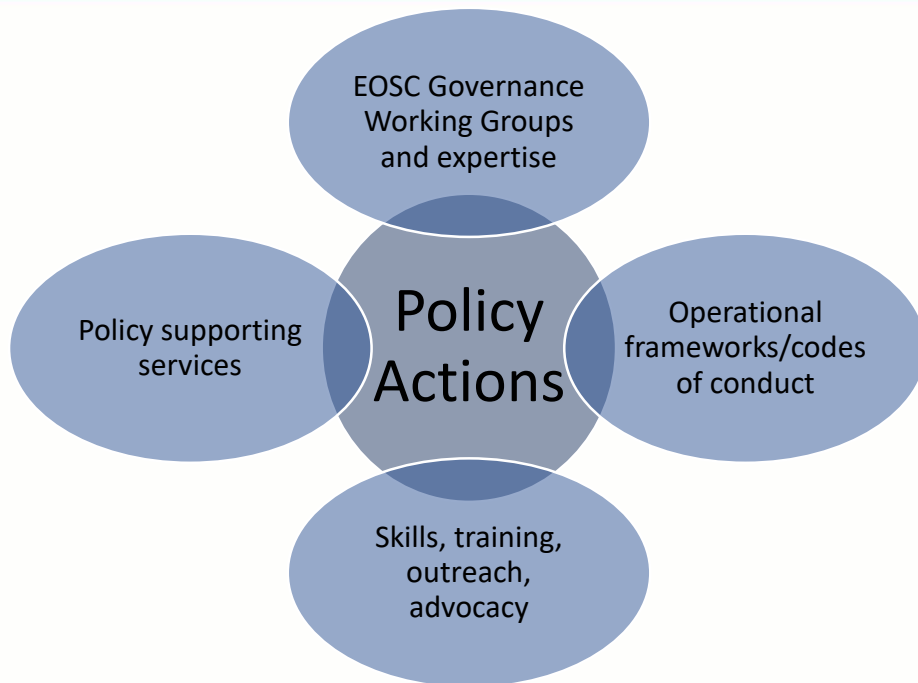 EOSC Governance
Working Groups
and expertise
Policy supporting
services
Policy
Actions
Operational
frameworks/codes
of conduct
Skills, training,
outreach,
advocacy